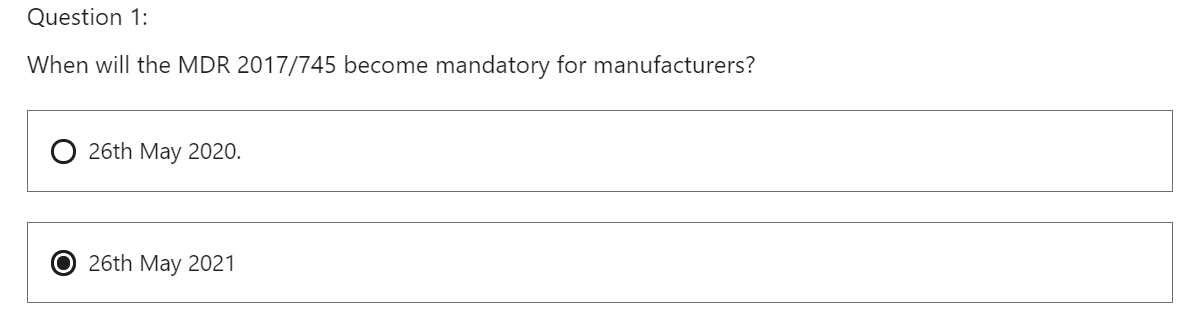 Question 1:
When will the MDR 2017/745 become mandatory for manufacturers?
26th May 2020.
26th May 2021